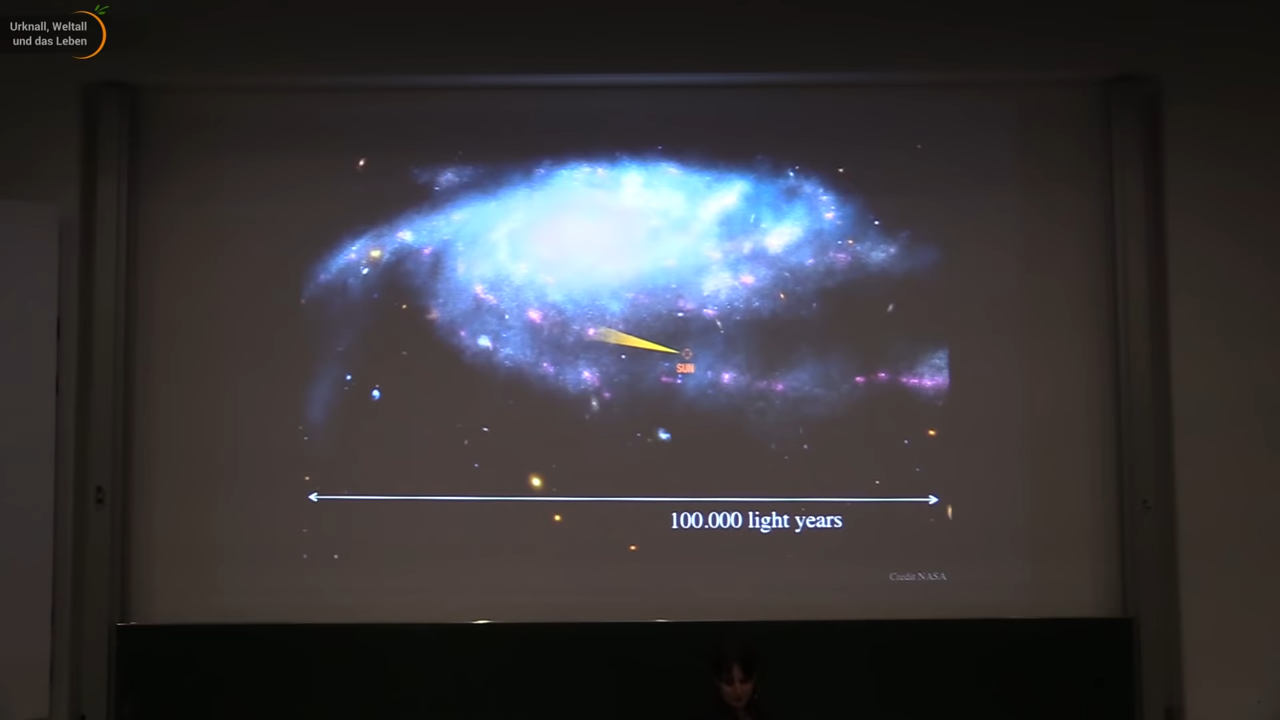 Urknall, Weltall
und das Leben
SUN
100.000 light years
Credit NASA